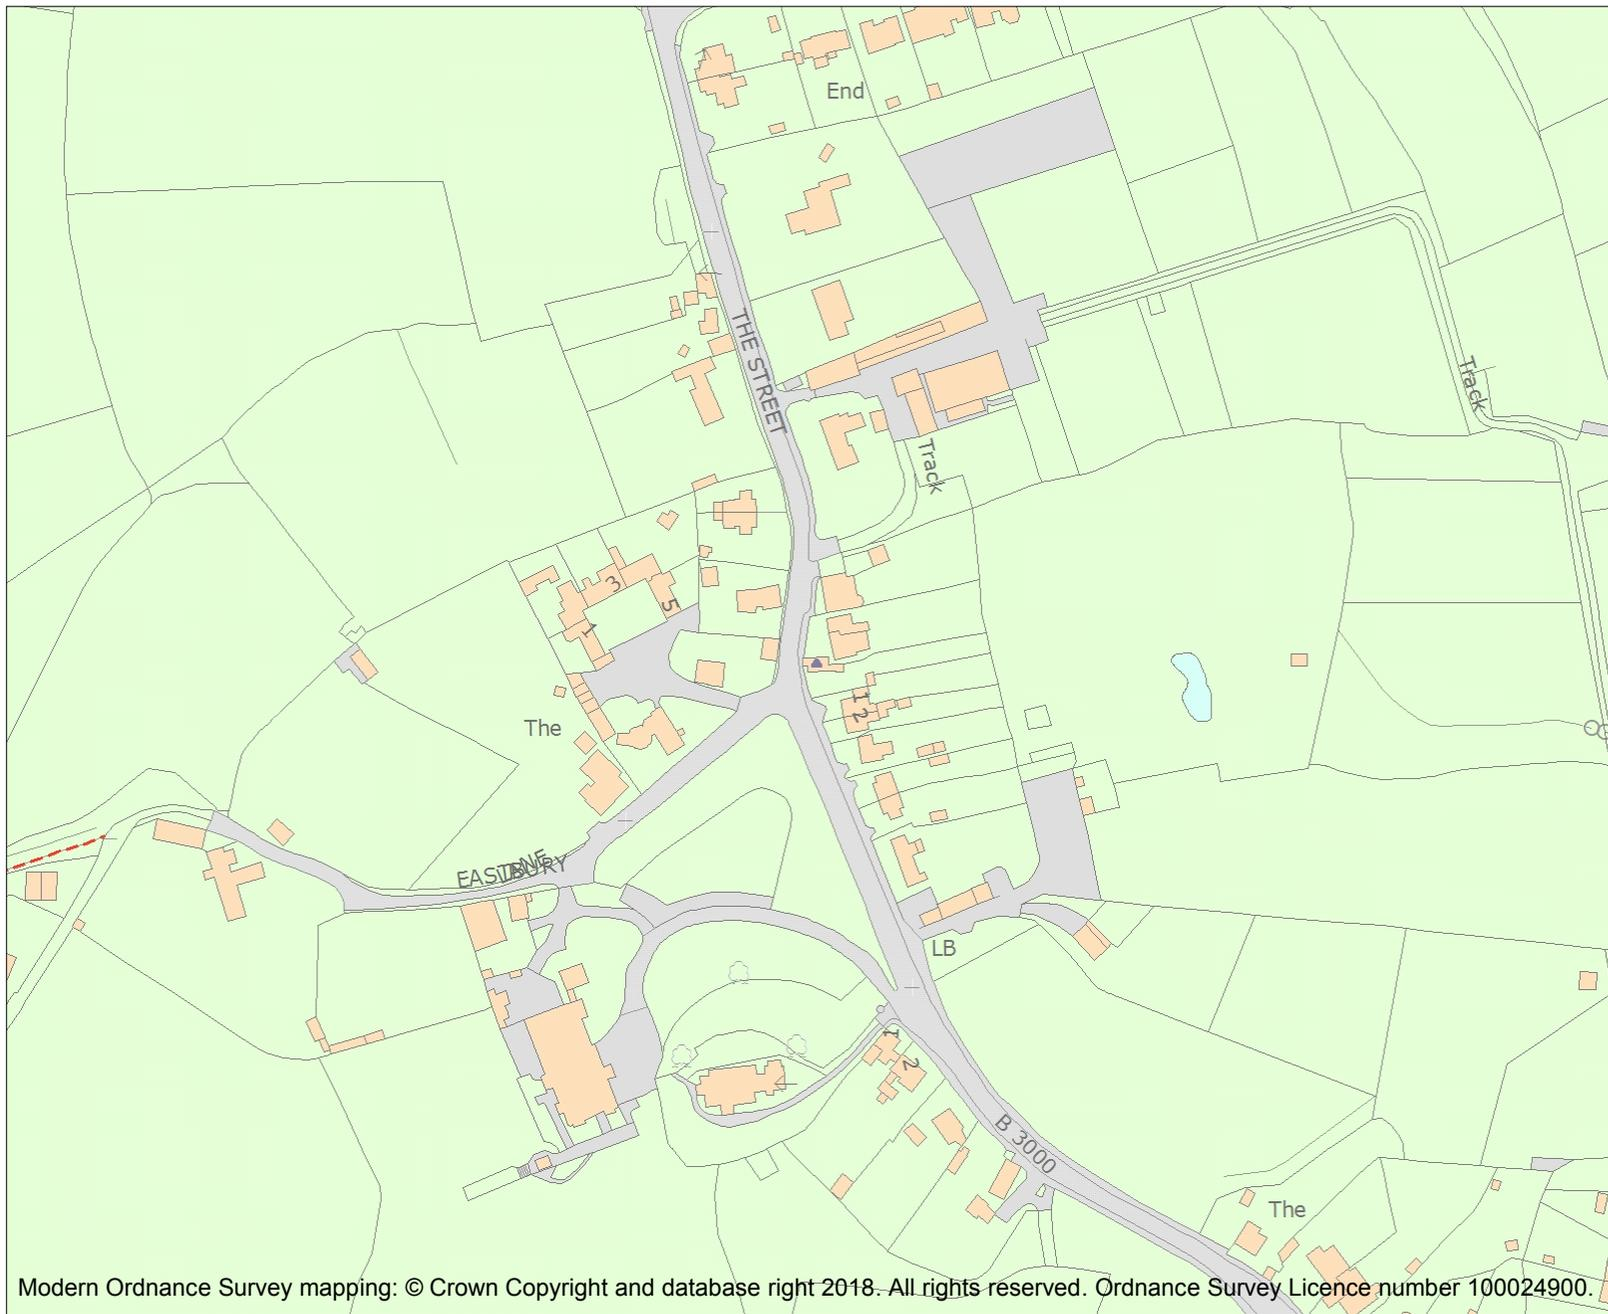 End
THE STREET
Track
Track
3
5
1
1 2
The
EASTBURY
LANE
LB
1
2
B 3000
The
Modern Ordnance Survey mapping: © Crown Copyright and database right 2018. All rights reserved. Ordnance Survey Licence number 100024900.